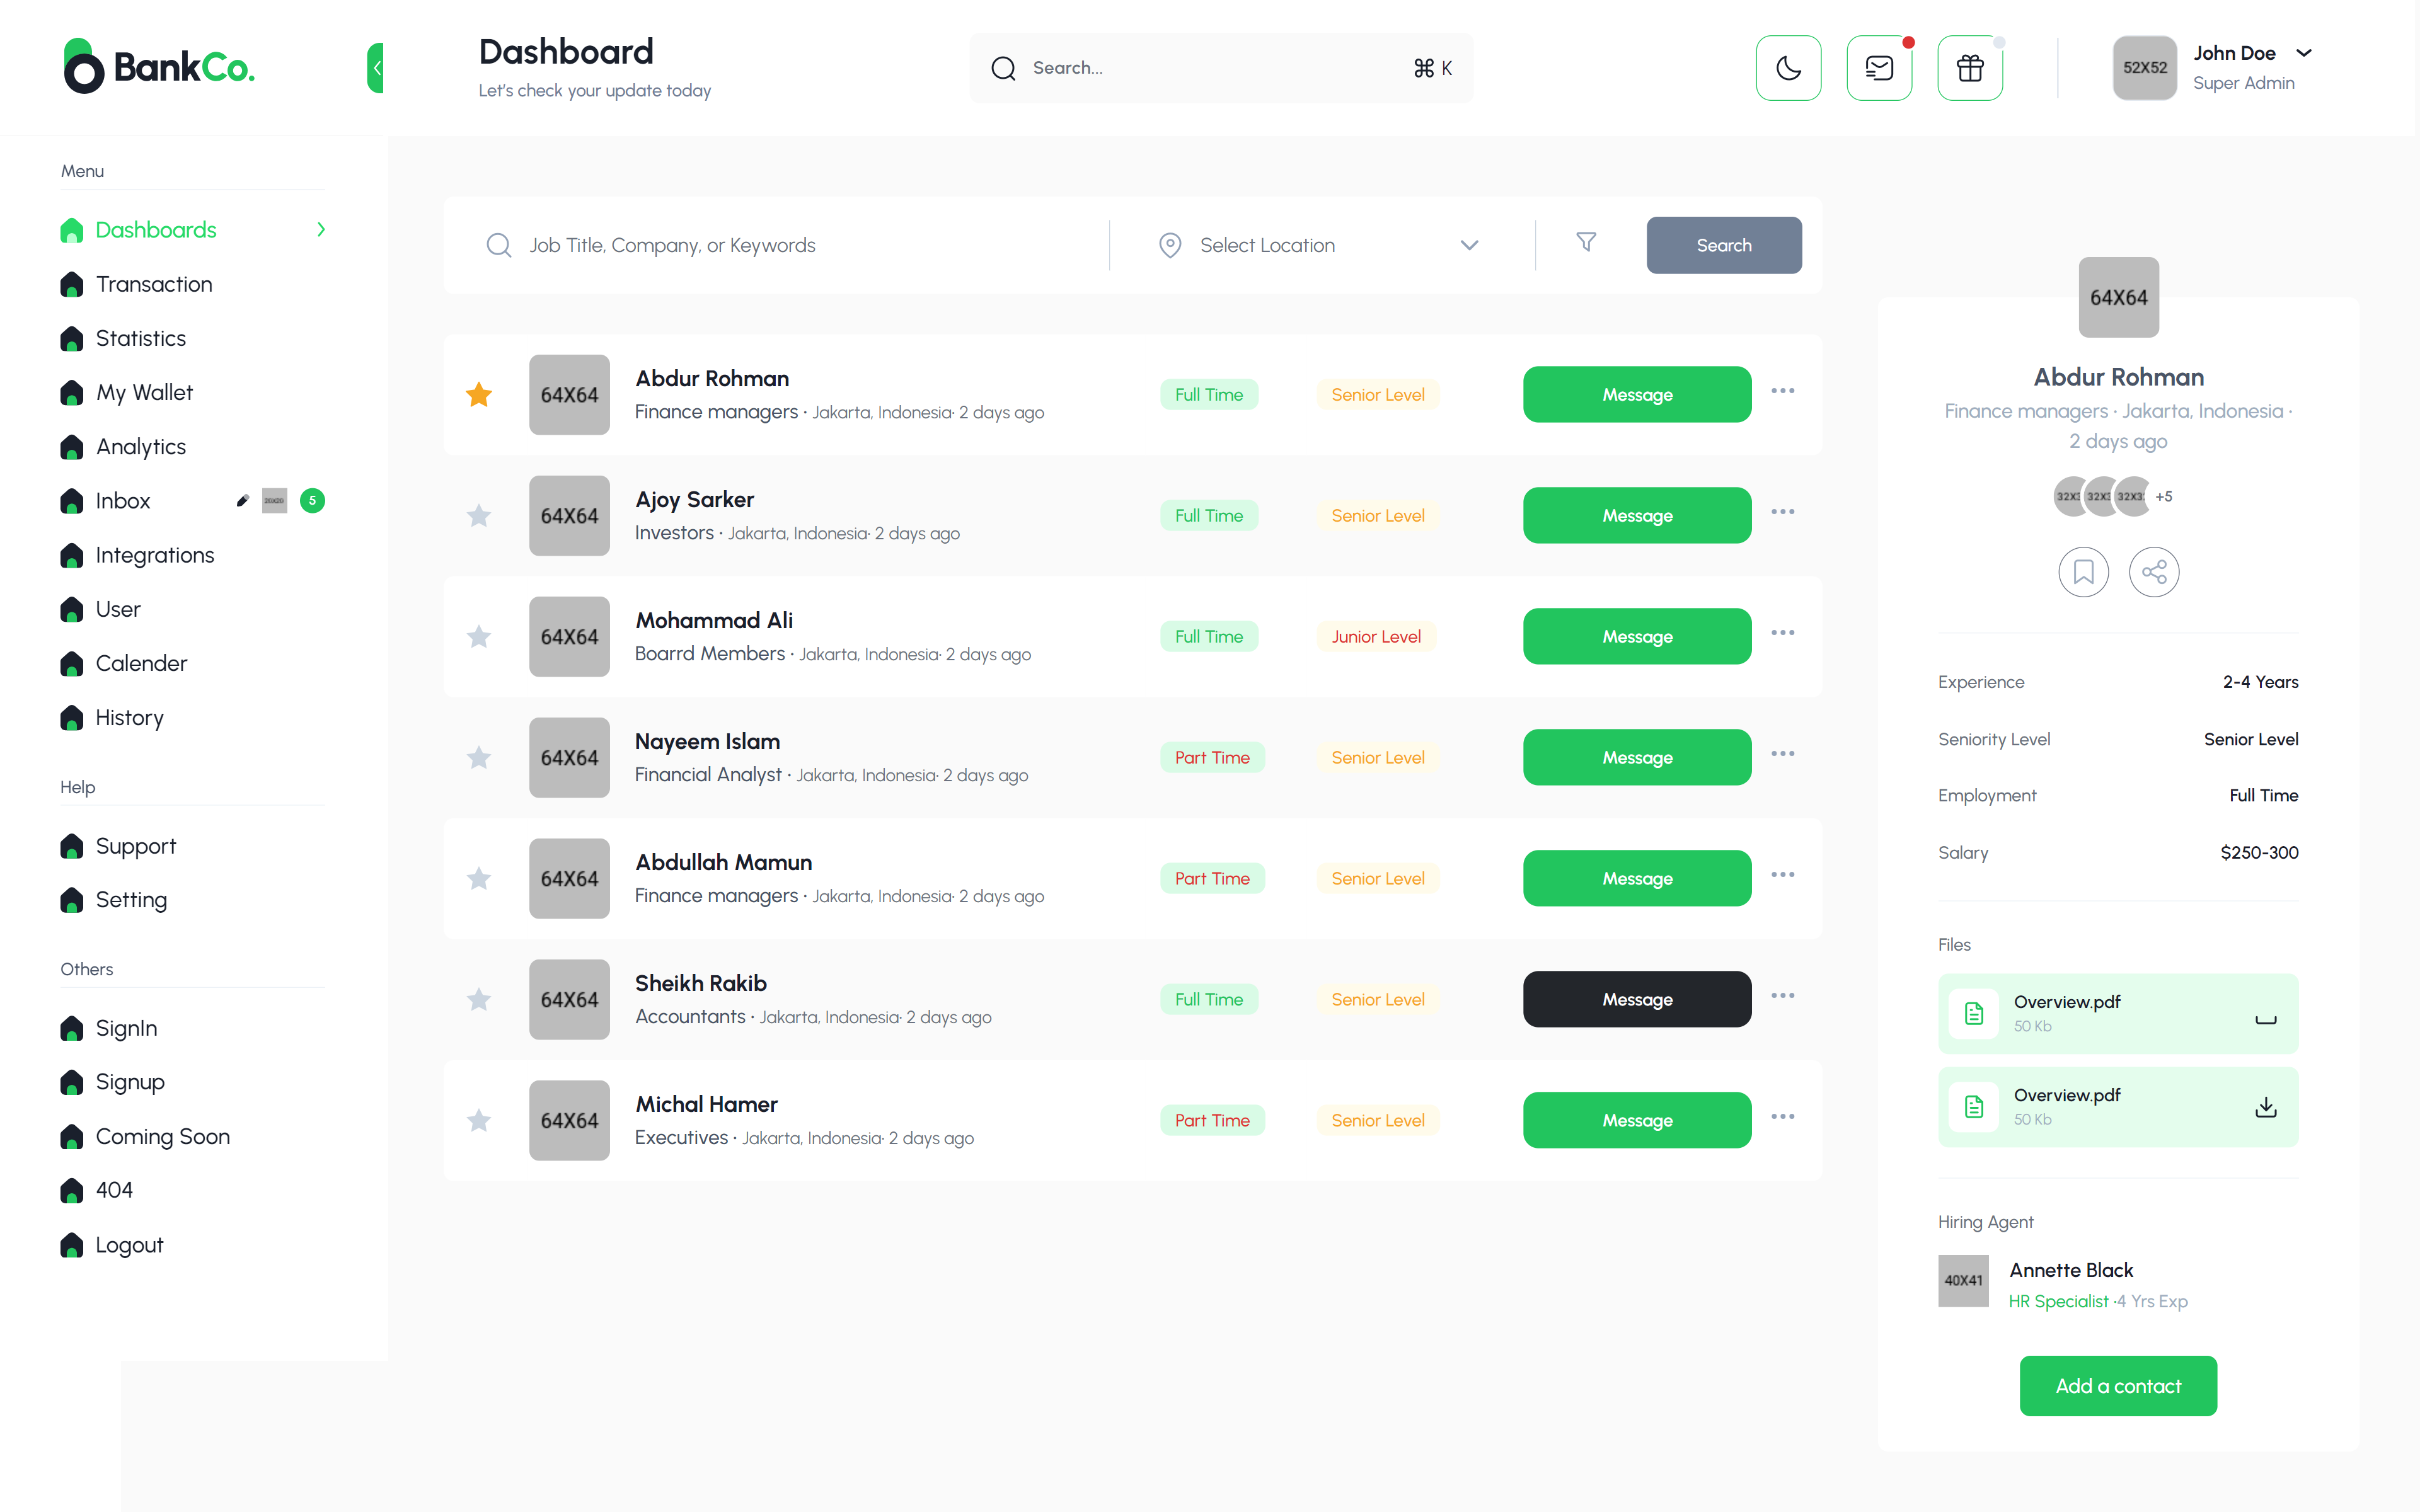 BankCo.
Dashboard
Let's check your update today
Search...
⌘ K
52X52
John Doe
Super Admin
Menu
Dashboards
Transaction
Statistics
My Wallet
Analytics
Inbox
5
Integrations
User
Calender
History
Help
Support
Setting
Others
SignIn
Signup
Coming Soon
404
Logout
Job Title, Company, or Keywords
Select Location
Search
64X64
Abdur Rohman
Finance managers · Jakarta, Indonesia· 2 days ago
Full Time
Senior Level
Message
64X64
Ajoy Sarker
Investors · Jakarta, Indonesia· 2 days ago
Full Time
Senior Level
Message
64X64
Mohammad Ali
Boarrd Members · Jakarta, Indonesia· 2 days ago
Full Time
Junior Level
Message
64X64
Nayeem Islam
Financial Analyst · Jakarta, Indonesia· 2 days ago
Part Time
Senior Level
Message
64X64
Abdullah Mamun
Finance managers · Jakarta, Indonesia· 2 days ago
Part Time
Senior Level
Message
64X64
Sheikh Rakib
Accountants · Jakarta, Indonesia· 2 days ago
Full Time
Senior Level
Message
64X64
Michal Hamer
Executives · Jakarta, Indonesia· 2 days ago
Part Time
Senior Level
Message
64X64
Abdur Rohman
Finance managers · Jakarta, Indonesia ·
2 days ago
+5
Experience
2-4 Years
Seniority Level
Senior Level
Employment
Full Time
Salary
$250-300
Files
Overview.pdf
50 Kb
Overview.pdf
50 Kb
Hiring Agent
40X41
Annette Black
HR Specialist ·4 Yrs Exp
Add a contact